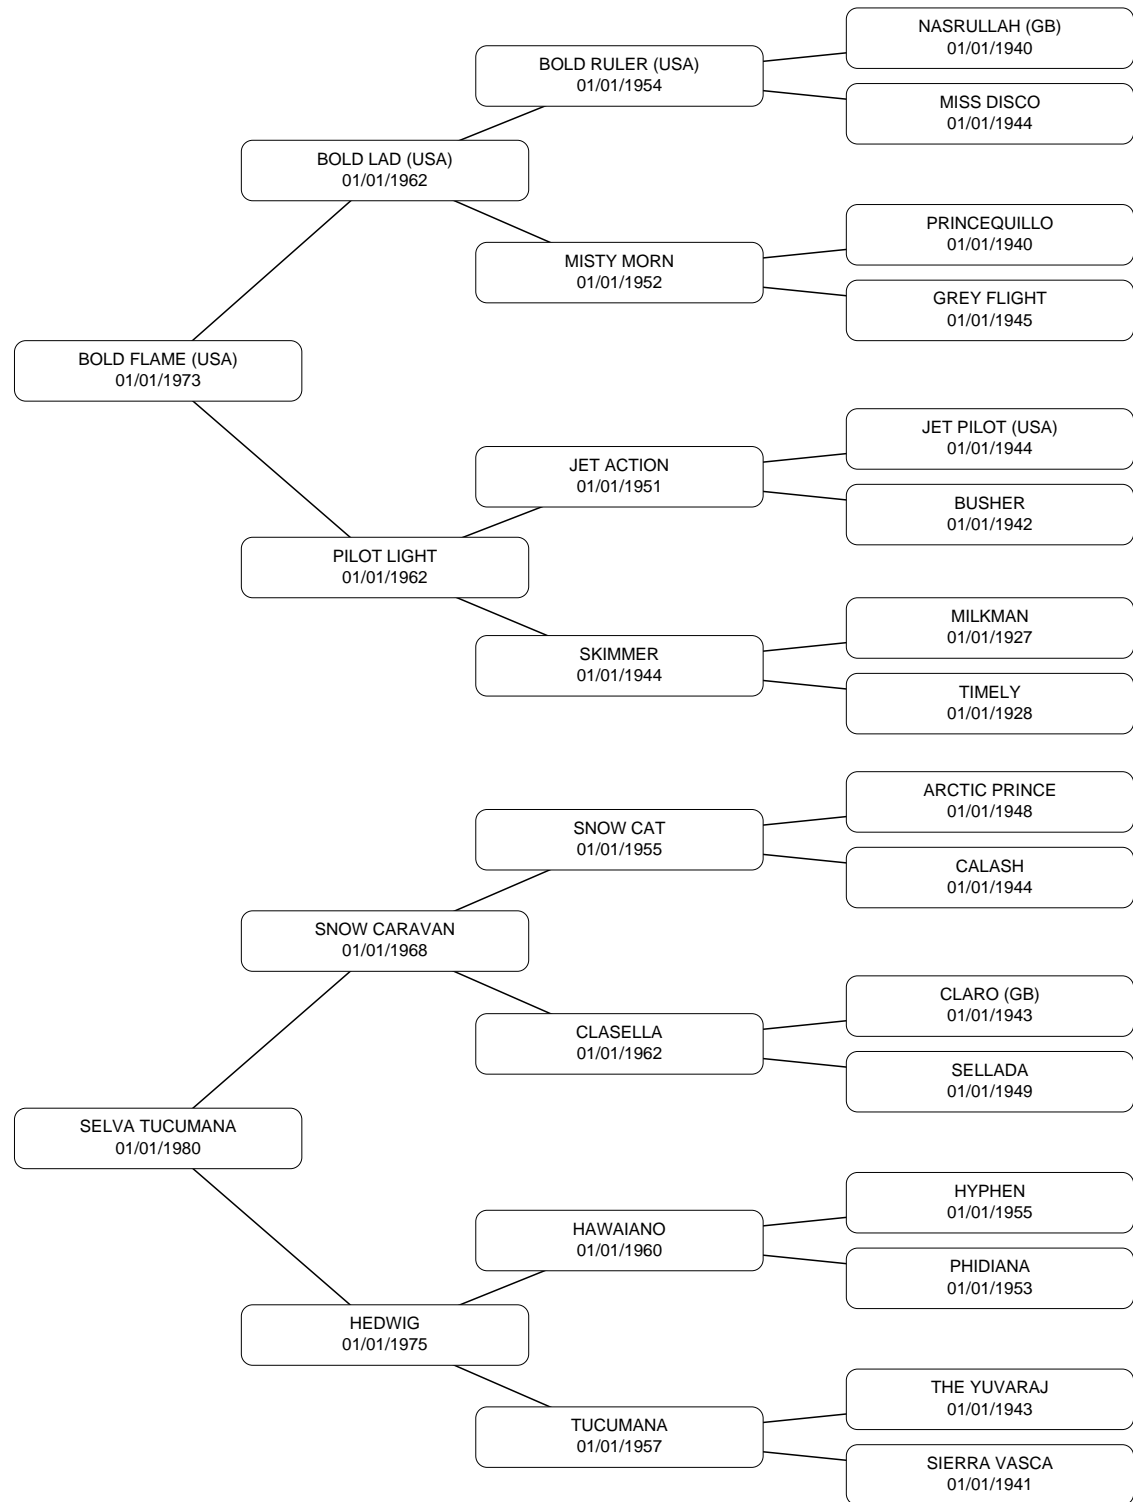 NASRULLAH (GB)
01/01/1940
BOLD RULER (USA)
01/01/1954
MISS DISCO
01/01/1944
BOLD LAD (USA)
01/01/1962
PRINCEQUILLO
01/01/1940
MISTY MORN
01/01/1952
GREY FLIGHT
01/01/1945
BOLD FLAME (USA)
01/01/1973
JET PILOT (USA)
01/01/1944
JET ACTION
01/01/1951
BUSHER
01/01/1942
PILOT LIGHT
01/01/1962
MILKMAN
01/01/1927
SKIMMER
01/01/1944
TIMELY
01/01/1928
ARCTIC PRINCE
01/01/1948
SNOW CAT
01/01/1955
CALASH
01/01/1944
SNOW CARAVAN
01/01/1968
CLARO (GB)
01/01/1943
CLASELLA
01/01/1962
SELLADA
01/01/1949
SELVA TUCUMANA
01/01/1980
HYPHEN
01/01/1955
HAWAIANO
01/01/1960
PHIDIANA
01/01/1953
HEDWIG
01/01/1975
THE YUVARAJ
01/01/1943
TUCUMANA
01/01/1957
SIERRA VASCA
01/01/1941